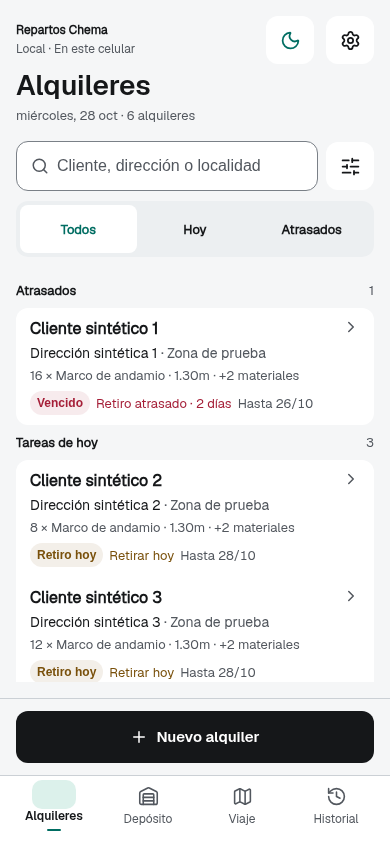 Repartos Chema
Local · En este celular
Alquileres
miércoles, 28 oct · 6 alquileres
Cliente, dirección o localidad
Todos
Hoy
Atrasados
Atrasados
1
Cliente sintético 1
Dirección sintética 1 · Zona de prueba
16 × Marco de andamio · 1.30m · +2 materiales
Vencido Retiro atrasado · 2 días Hasta 26/10
Tareas de hoy
3
Cliente sintético 2
Dirección sintética 2 · Zona de prueba
8 × Marco de andamio · 1.30m · +2 materiales
Retiro hoy Retirar hoy Hasta 28/10
Cliente sintético 3
Dirección sintética 3 · Zona de prueba
12 × Marco de andamio · 1.30m · +2 materiales
Retiro hoy Retirar hoy Hasta 28/10
Nuevo alquiler
Alquileres
Depósito
Viaje
Historial